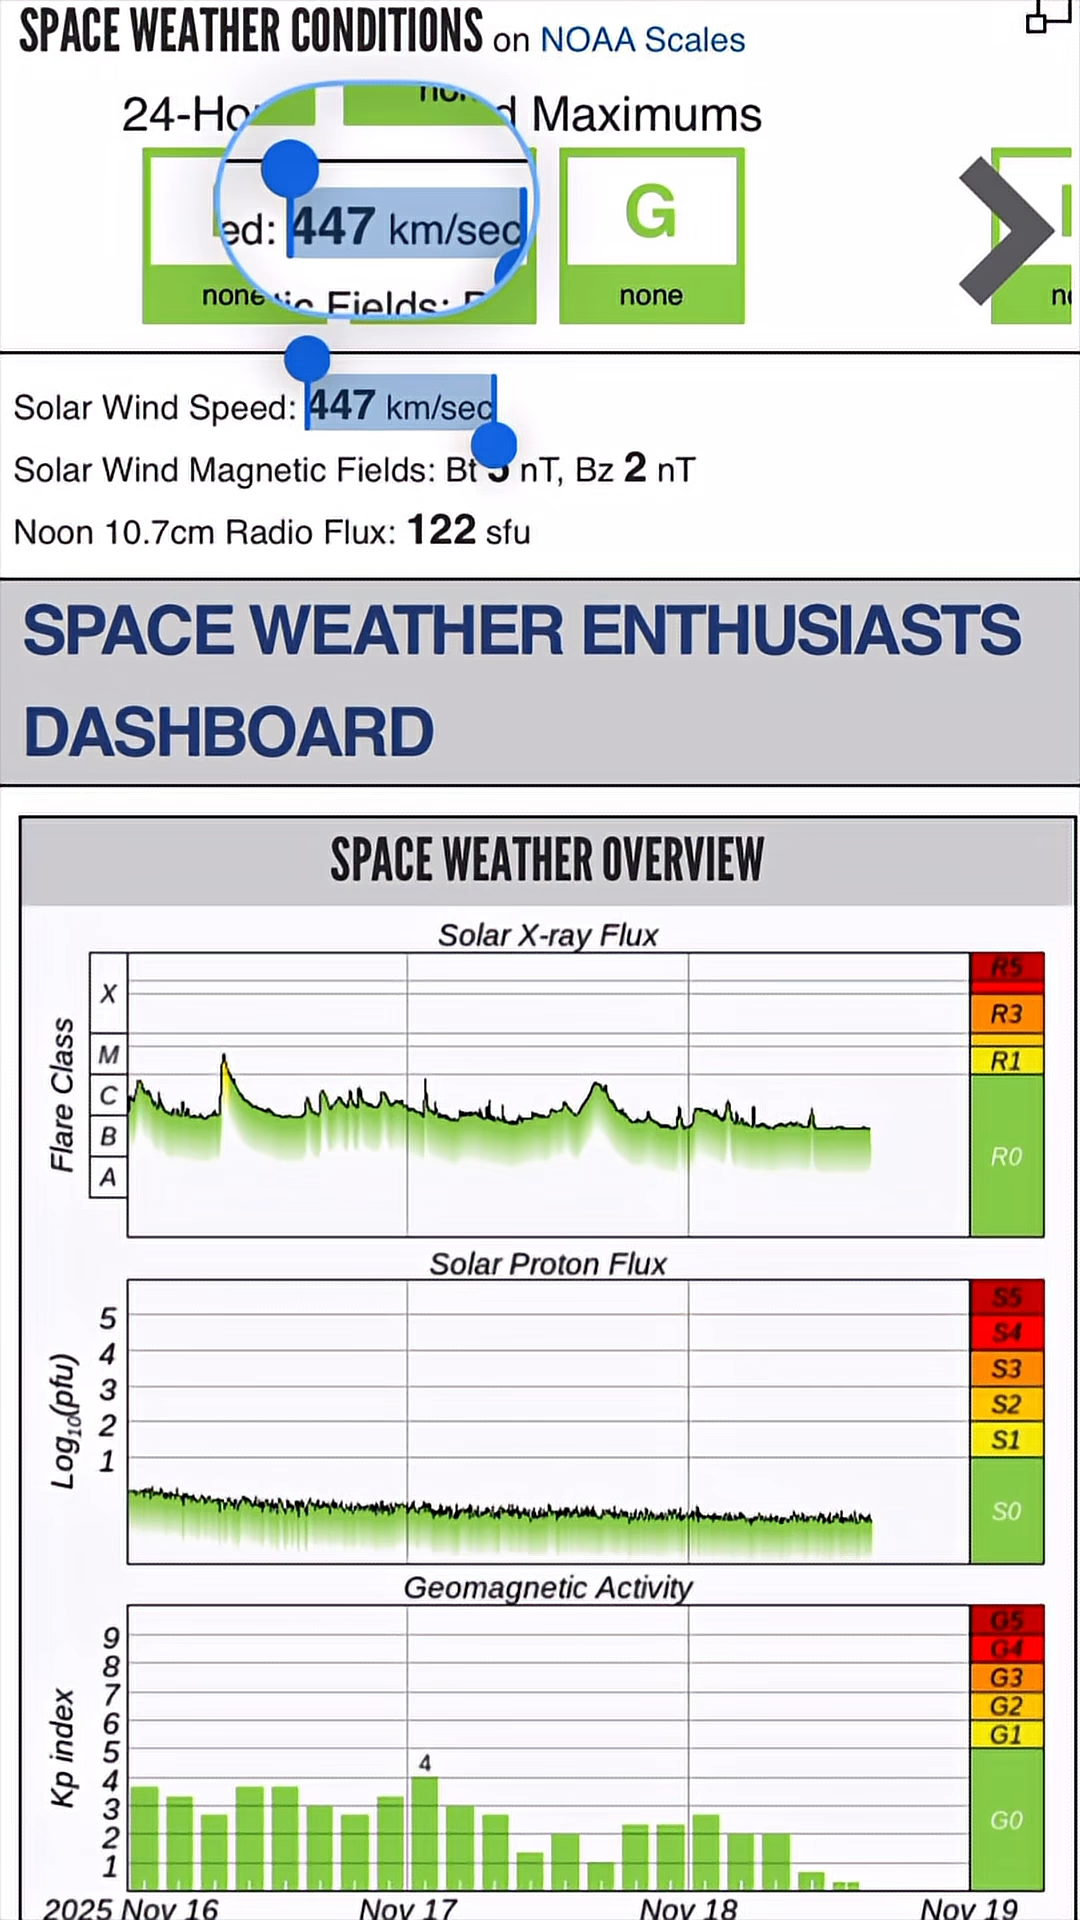 SPACE WEATHER CONDITIONS on NOAA Scales
24-Ho d Maximums
none
G
none
ed: 447 km/sec
Fields:
Solar Wind Speed: 447 km/sec
Solar Wind Magnetic Fields: Bt 5 nT, Bz 2 nT
Noon 10.7cm Radio Flux: 122 sfu
SPACE WEATHER ENTHUSIASTS
DASHBOARD
SPACE WEATHER OVERVIEW
Solar X-ray Flux
Flare Class
X
M
C
B
A
R5
R3
R1
R0
Solar Proton Flux
Log10(pfu)
5
4
3
2
1
S5
S4
S3
S2
S1
S0
Geomagnetic Activity
Kp index
9
8
7
6
5
4
3
2
1
4
G5
G4
G3
G2
G1
G0
2025 Nov 16 Nov 17 Nov 18 Nov 19